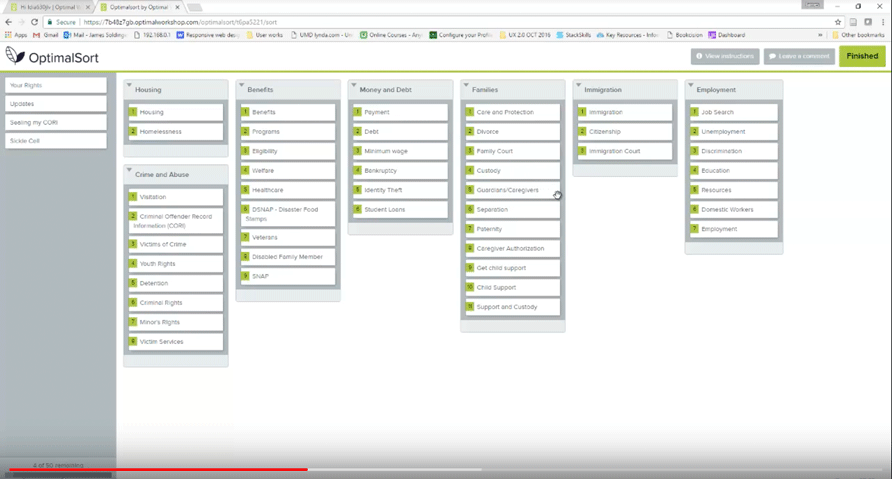 Optimalsort by Optimal W
Secure
https://7b48z7gb.optimalworkshop.com/optimalsort/t6pa5221/sort
Apps
Gmail
192.168.0.1
Responsive web desi
User works
UMD lynda.com
Online Courses - Any
Configure your Profil
UX 2.0 OCT 2016
StackSkills
Key Resources - Info
Bookcision
Dashboard
Other bookmarks
OptimalSort
View instructions
Leave a comment
Finished
Your Rights
Updates
Sealing my CORI
Sickle Cell
Housing
1 Housing
2 Homelessness
Crime and Abuse
1 Visitation
2 Criminal Offender Record
Information (CORI)
3 Victims of Crime
4 Youth Rights
5 Detention
6 Criminal Rights
7 Minor's Rights
8 Victim Services
Benefits
1 Benefits
2 Programs
3 Eligibility
4 Welfare
5 Healthcare
6 DSNAP - Disaster Food
Stamps
7 Veterans
8 Disabled Family Member
9 SNAP
Money and Debt
1 Payment
2 Debt
3 Minimum wage
4 Bankruptcy
5 Identity Theft
6 Student Loans
Families
1 Care and Protection
2 Divorce
3 Family Court
4 Custody
5 Guardians/Caregivers
6 Separation
7 Paternity
8 Caregiver Authorization
9 Get child support
10 Child Support
11 Support and Custody
Immigration
1 Immigration
2 Citizenship
3 Immigration Court
Employment
1 Job Search
2 Unemployment
3 Discrimination
4 Education
5 Resources
6 Domestic Workers
7 Employment
4 of 50 remaining